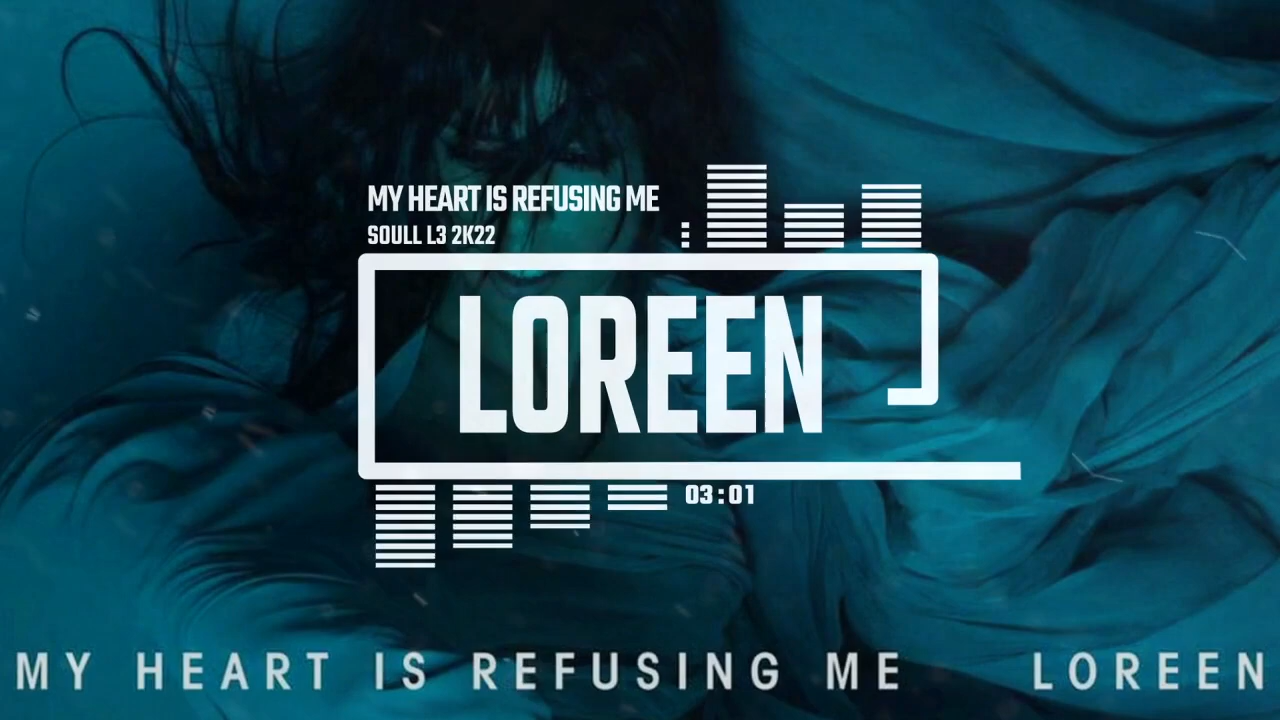 MY HEART IS REFUSING ME
SOULL L3 2K22
LOREEN
03:01
MY HEART IS REFUSING ME LOREEN